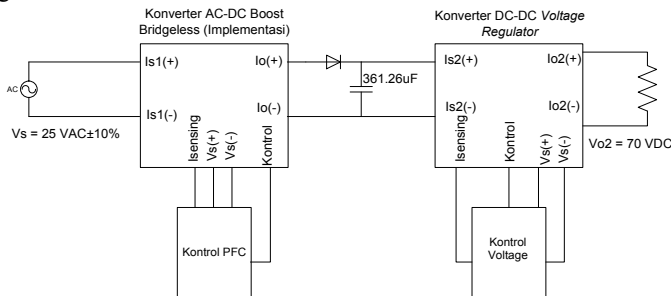 Konverter AC-DC Boost
Bridgeless (Implementasi)
Konverter DC-DC Voltage
Regulator
AC
Vs = 25 VAC±10%
Is1(+)
Is1(-)
Io(+)
Io(-)
Isensing
Vs(+)
Vs(-)
Kontrol
Kontrol PFC
361.26uF
Is2(+)
Is2(-)
Io2(+)
Io2(-)
Isensing
Kontrol
Vs(+)
Vs(-)
Kontrol
Voltage
Vo2 = 70 VDC